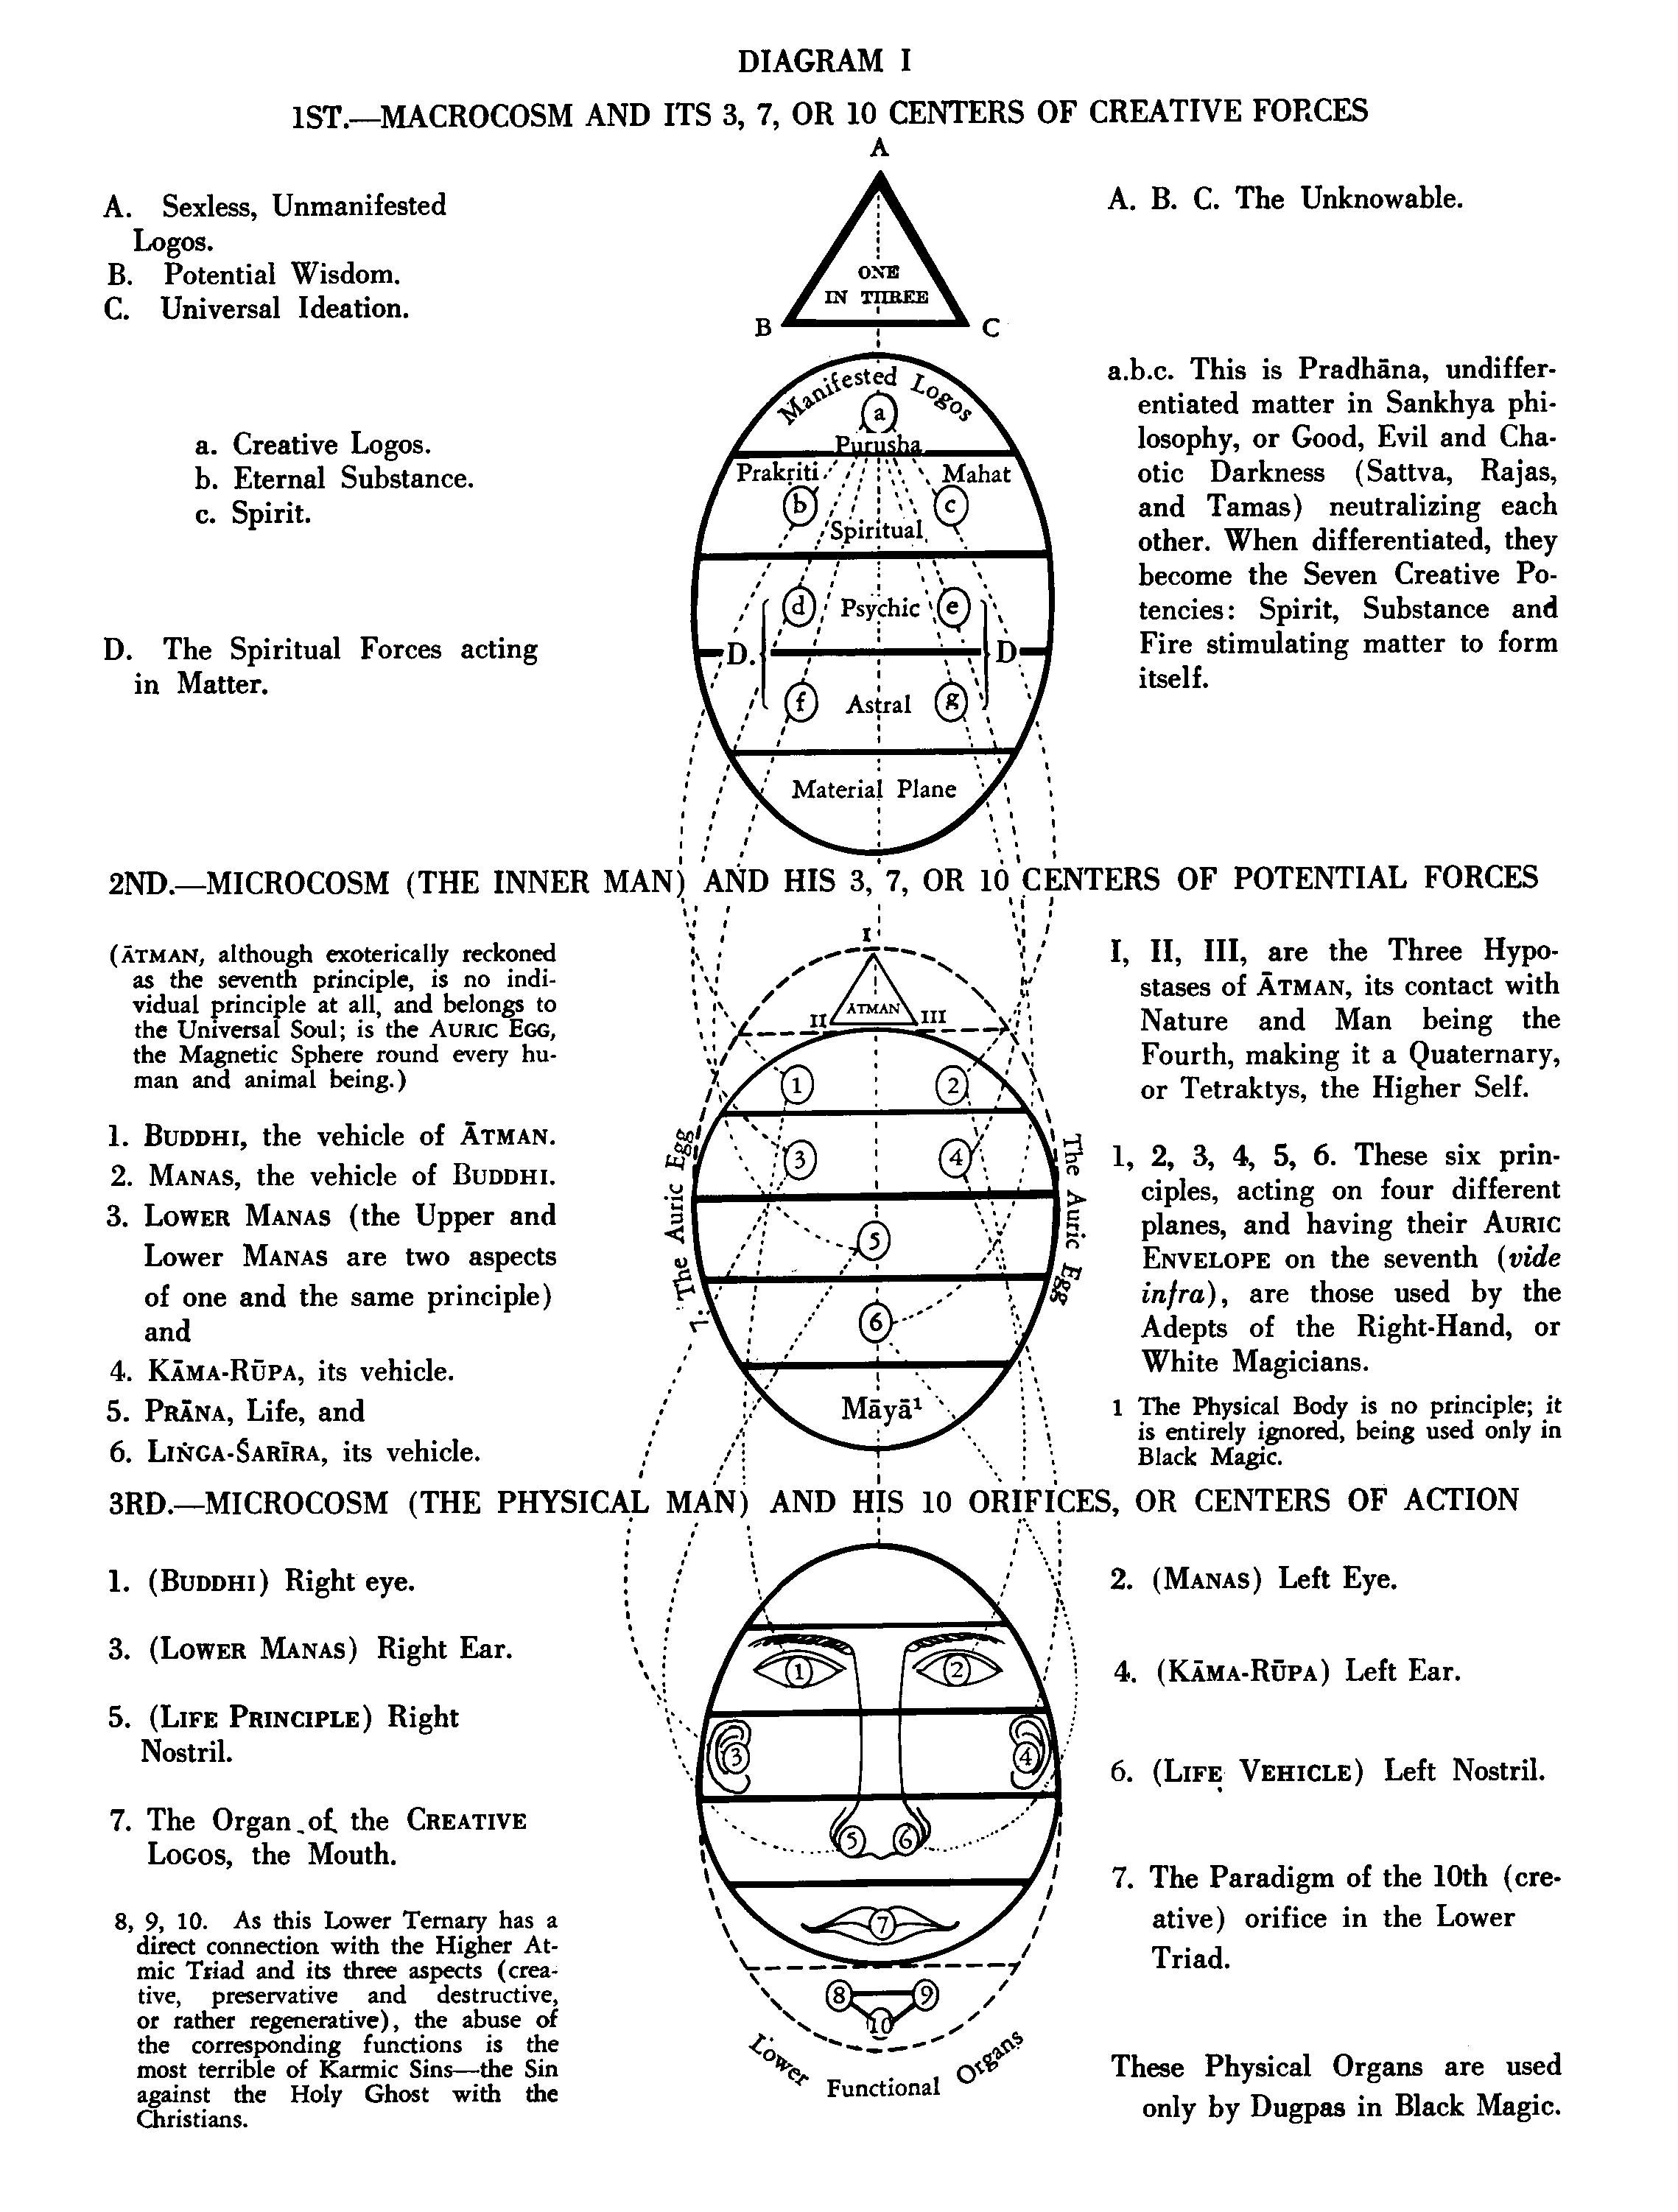 DIAGRAM I
1ST.—MACROCOSM AND ITS 3, 7, OR 10 CENTERS OF CREATIVE FORCES
A. Sexless, Unmanifested
Logos.
B. Potential Wisdom.
C. Universal Ideation.
A
ONE
IN THREE
B
C
A. B. C. The Unknowable.
a. Creative Logos.
b. Eternal Substance.
c. Spirit.
D. The Spiritual Forces acting
in Matter.
Manifested Logos
a
Purusha
Prakriti
Mahat
b
c
Spiritual
d
Psychic
e
D.
D
f
Astral
g
Material Plane
a.b.c. This is Pradhāna, undiffer-
entiated matter in Sankhya phi-
losophy, or Good, Evil and Cha-
otic Darkness (Sattva, Rajas,
and Tamas) neutralizing each
other. When differentiated, they
become the Seven Creative Po-
tencies: Spirit, Substance and
Fire stimulating matter to form
itself.
2ND.—MICROCOSM (THE INNER MAN) AND HIS 3, 7, OR 10 CENTERS OF POTENTIAL FORCES
(ĀTMAN, although exoterically reckoned
as the seventh principle, is no indi-
vidual principle at all, and belongs to
the Universal Soul; is the AURIC EGG,
the Magnetic Sphere round every hu-
man and animal being.)
1. BUDDHI, the vehicle of ĀTMAN.
2. MANAS, the vehicle of BUDDHI.
3. LOWER MANAS (the Upper and
Lower MANAS are two aspects
of one and the same principle)
and
4. KĀMA-RŪPA, its vehicle.
5. PRĀNA, Life, and
6. LIṄGA-ŚARĪRA, its vehicle.
I
ATMAN
II
III
1
2
3
4
5
6
Māyā¹
7. The Auric Egg
The Auric Egg
I, II, III, are the Three Hypo-
stases of ĀTMAN, its contact with
Nature and Man being the
Fourth, making it a Quaternary,
or Tetraktys, the Higher Self.
1, 2, 3, 4, 5, 6. These six prin-
ciples, acting on four different
planes, and having their AURIC
ENVELOPE on the seventh (vide
infra), are those used by the
Adepts of the Right-Hand, or
White Magicians.
1 The Physical Body is no principle; it
is entirely ignored, being used only in
Black Magic.
3RD.—MICROCOSM (THE PHYSICAL MAN) AND HIS 10 ORIFICES, OR CENTERS OF ACTION
1. (BUDDHI) Right eye.
3. (LOWER MANAS) Right Ear.
5. (LIFE PRINCIPLE) Right
Nostril.
7. The Organ of the CREATIVE
LOGOS, the Mouth.
8, 9, 10. As this Lower Ternary has a
direct connection with the Higher At-
mic Triad and its three aspects (crea-
tive, preservative and destructive,
or rather regenerative), the abuse of
the corresponding functions is the
most terrible of Karmic Sins—the Sin
against the Holy Ghost with the
Christians.
1
2
3
4
5
6
7
8
9
10
Lower Functional Organs
2. (MANAS) Left Eye.
4. (KĀMA-RŪPA) Left Ear.
6. (LIFE VEHICLE) Left Nostril.
7. The Paradigm of the 10th (cre-
ative) orifice in the Lower
Triad.
These Physical Organs are used
only by Dugpas in Black Magic.